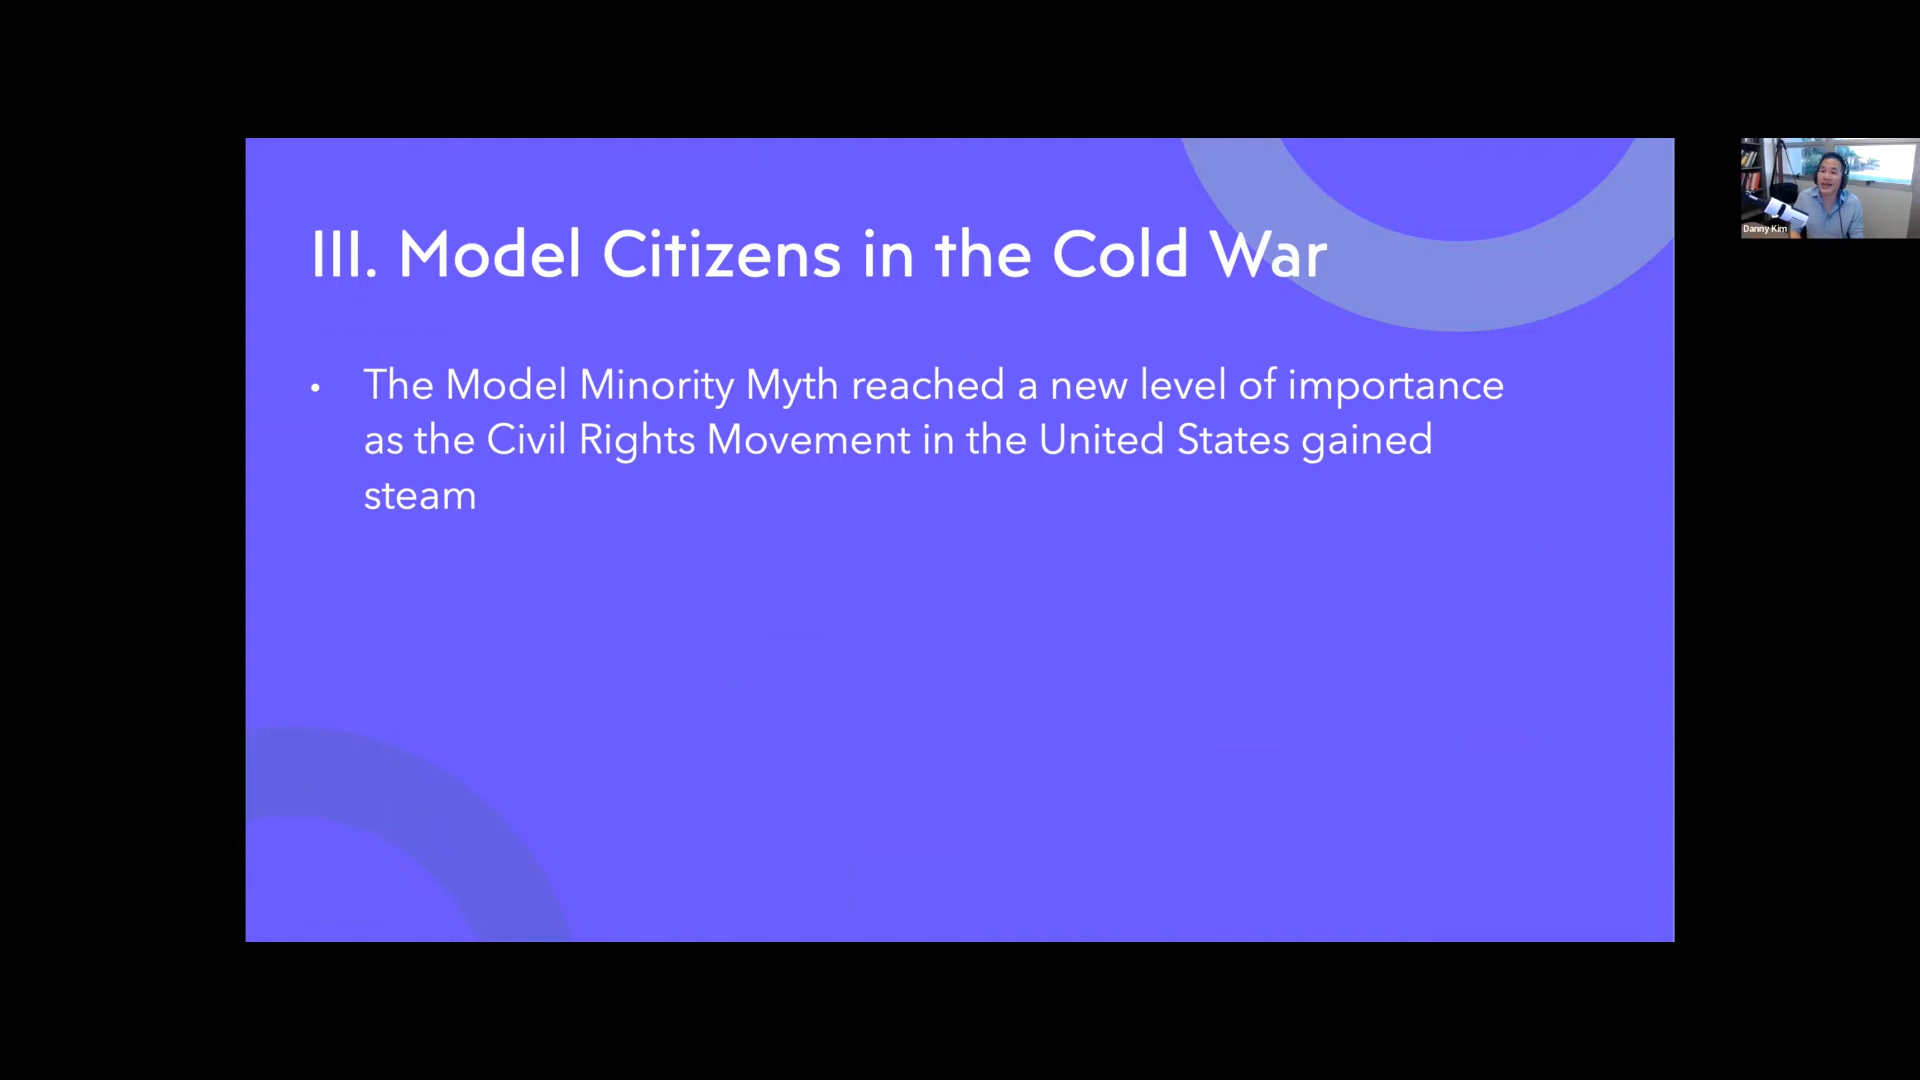 III. Model Citizens in the Cold War
• The Model Minority Myth reached a new level of importance
as the Civil Rights Movement in the United States gained
steam
Danny Kim